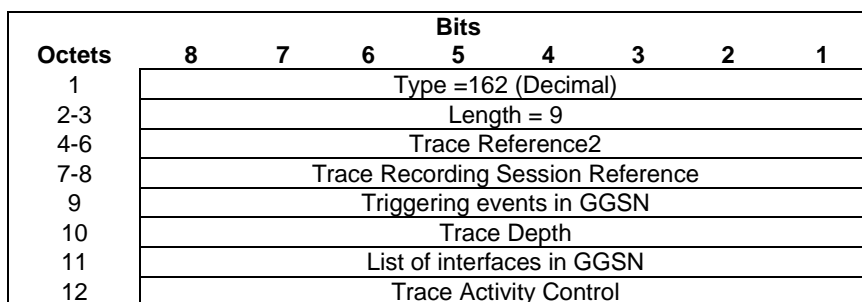 Bits
Octets 8 7 6 5 4 3 2 1
1 Type =162 (Decimal)
2-3 Length = 9
4-6 Trace Reference2
7-8 Trace Recording Session Reference
9 Triggering events in GGSN
10 Trace Depth
11 List of interfaces in GGSN
12 Trace Activity Control